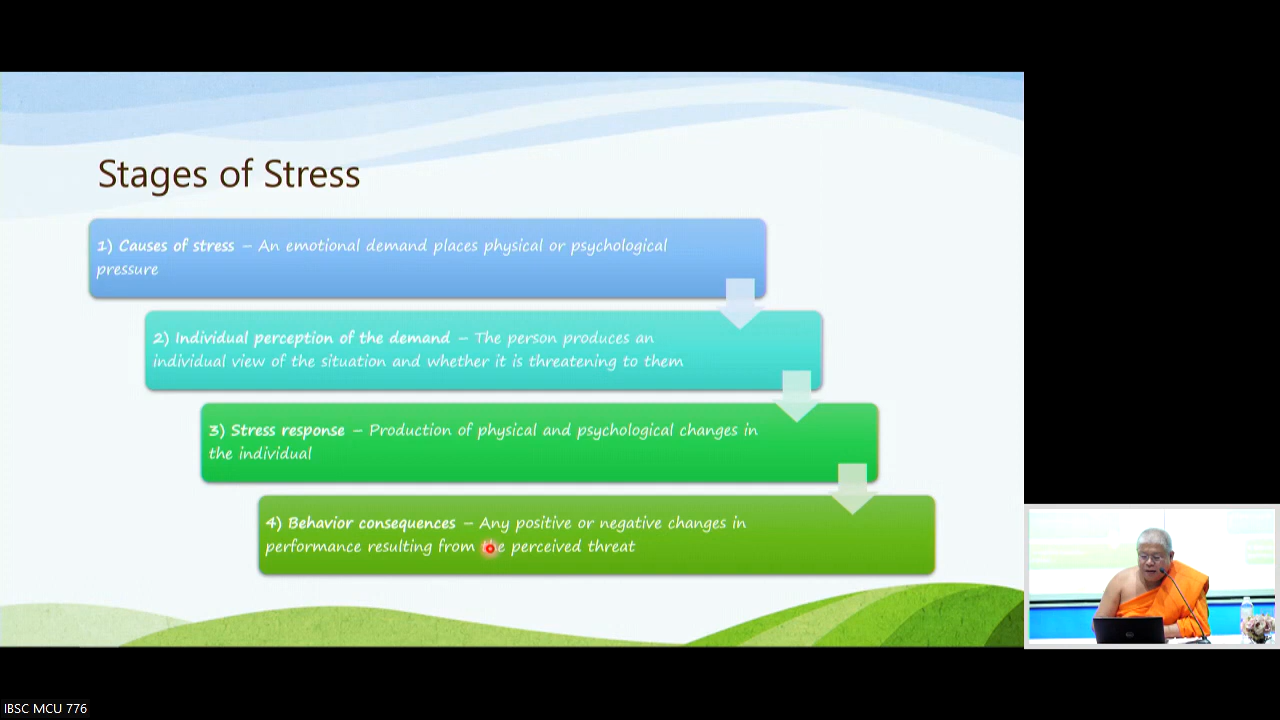 Stages of Stress
1) Causes of stress – An emotional demand places physical or psychological
pressure
2) Individual perception of the demand – The person produces an
individual view of the situation and whether it is threatening to them
3) Stress response – Production of physical and psychological changes in
the individual
4) Behavior consequences – Any positive or negative changes in
performance resulting from perceived threat
IBSC MCU 776